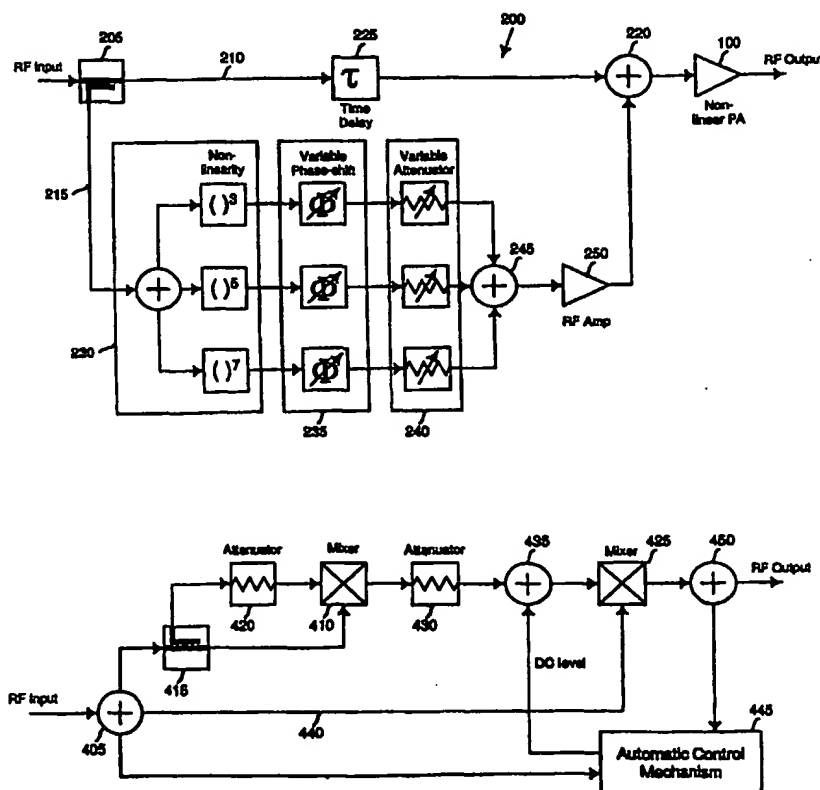 200
205
225
220
100
RF Input
210
τ
RF Output
Time Delay
Non-linear PA
215
Non-linearity
Variable Phase-shift
Variable Attenuator
( )3
Φ
245
250
( )5
Φ
RF Amp
230
( )7
Φ
235
240
Attenuator
Mixer
Attenuator
435
Mixer
425
450
RF Output
420
410
430
415
DC level
RF Input
440
445
405
Automatic Control Mechanism